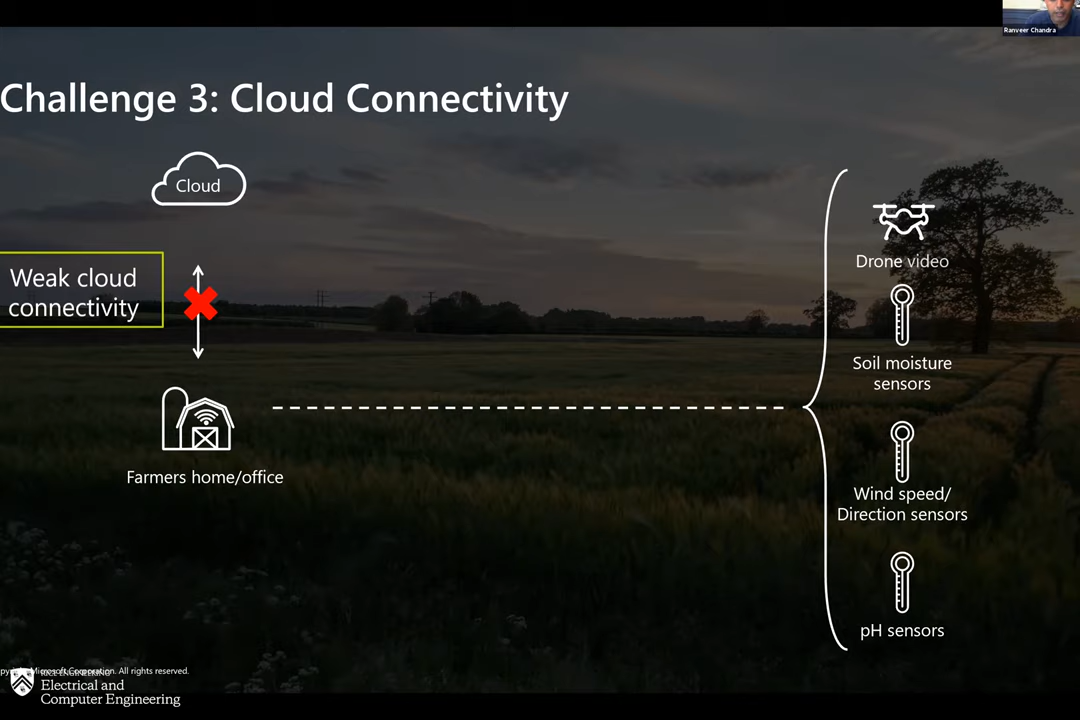 Ranveer Chandra
Challenge 3: Cloud Connectivity
Cloud
Weak cloud
connectivity
Farmers home/office
Drone video
Soil moisture
sensors
Wind speed/
Direction sensors
pH sensors
Microsoft Corporation. All rights reserved.
Electrical and
Computer Engineering